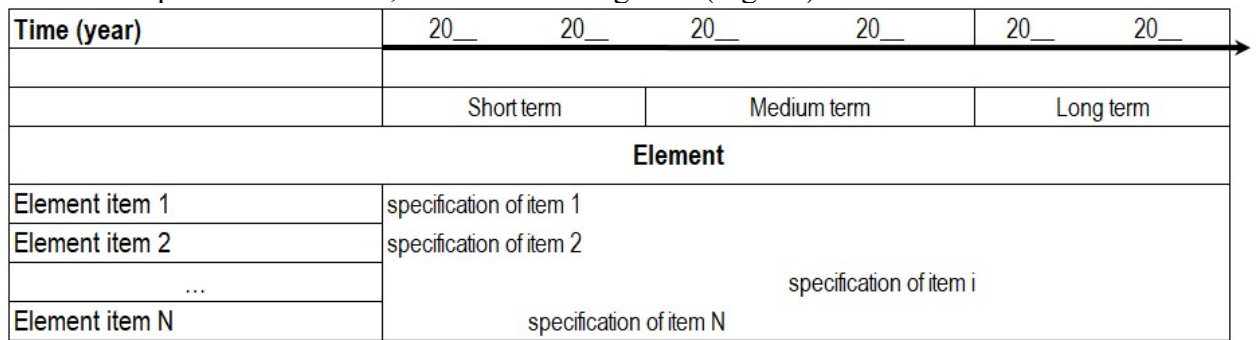 Time (year) 20__ 20__ 20__ 20__ 20__ 20__
Short term Medium term Long term
Element
Element item 1 specification of item 1
Element item 2 specification of item 2
... specification of item i
Element item N specification of item N